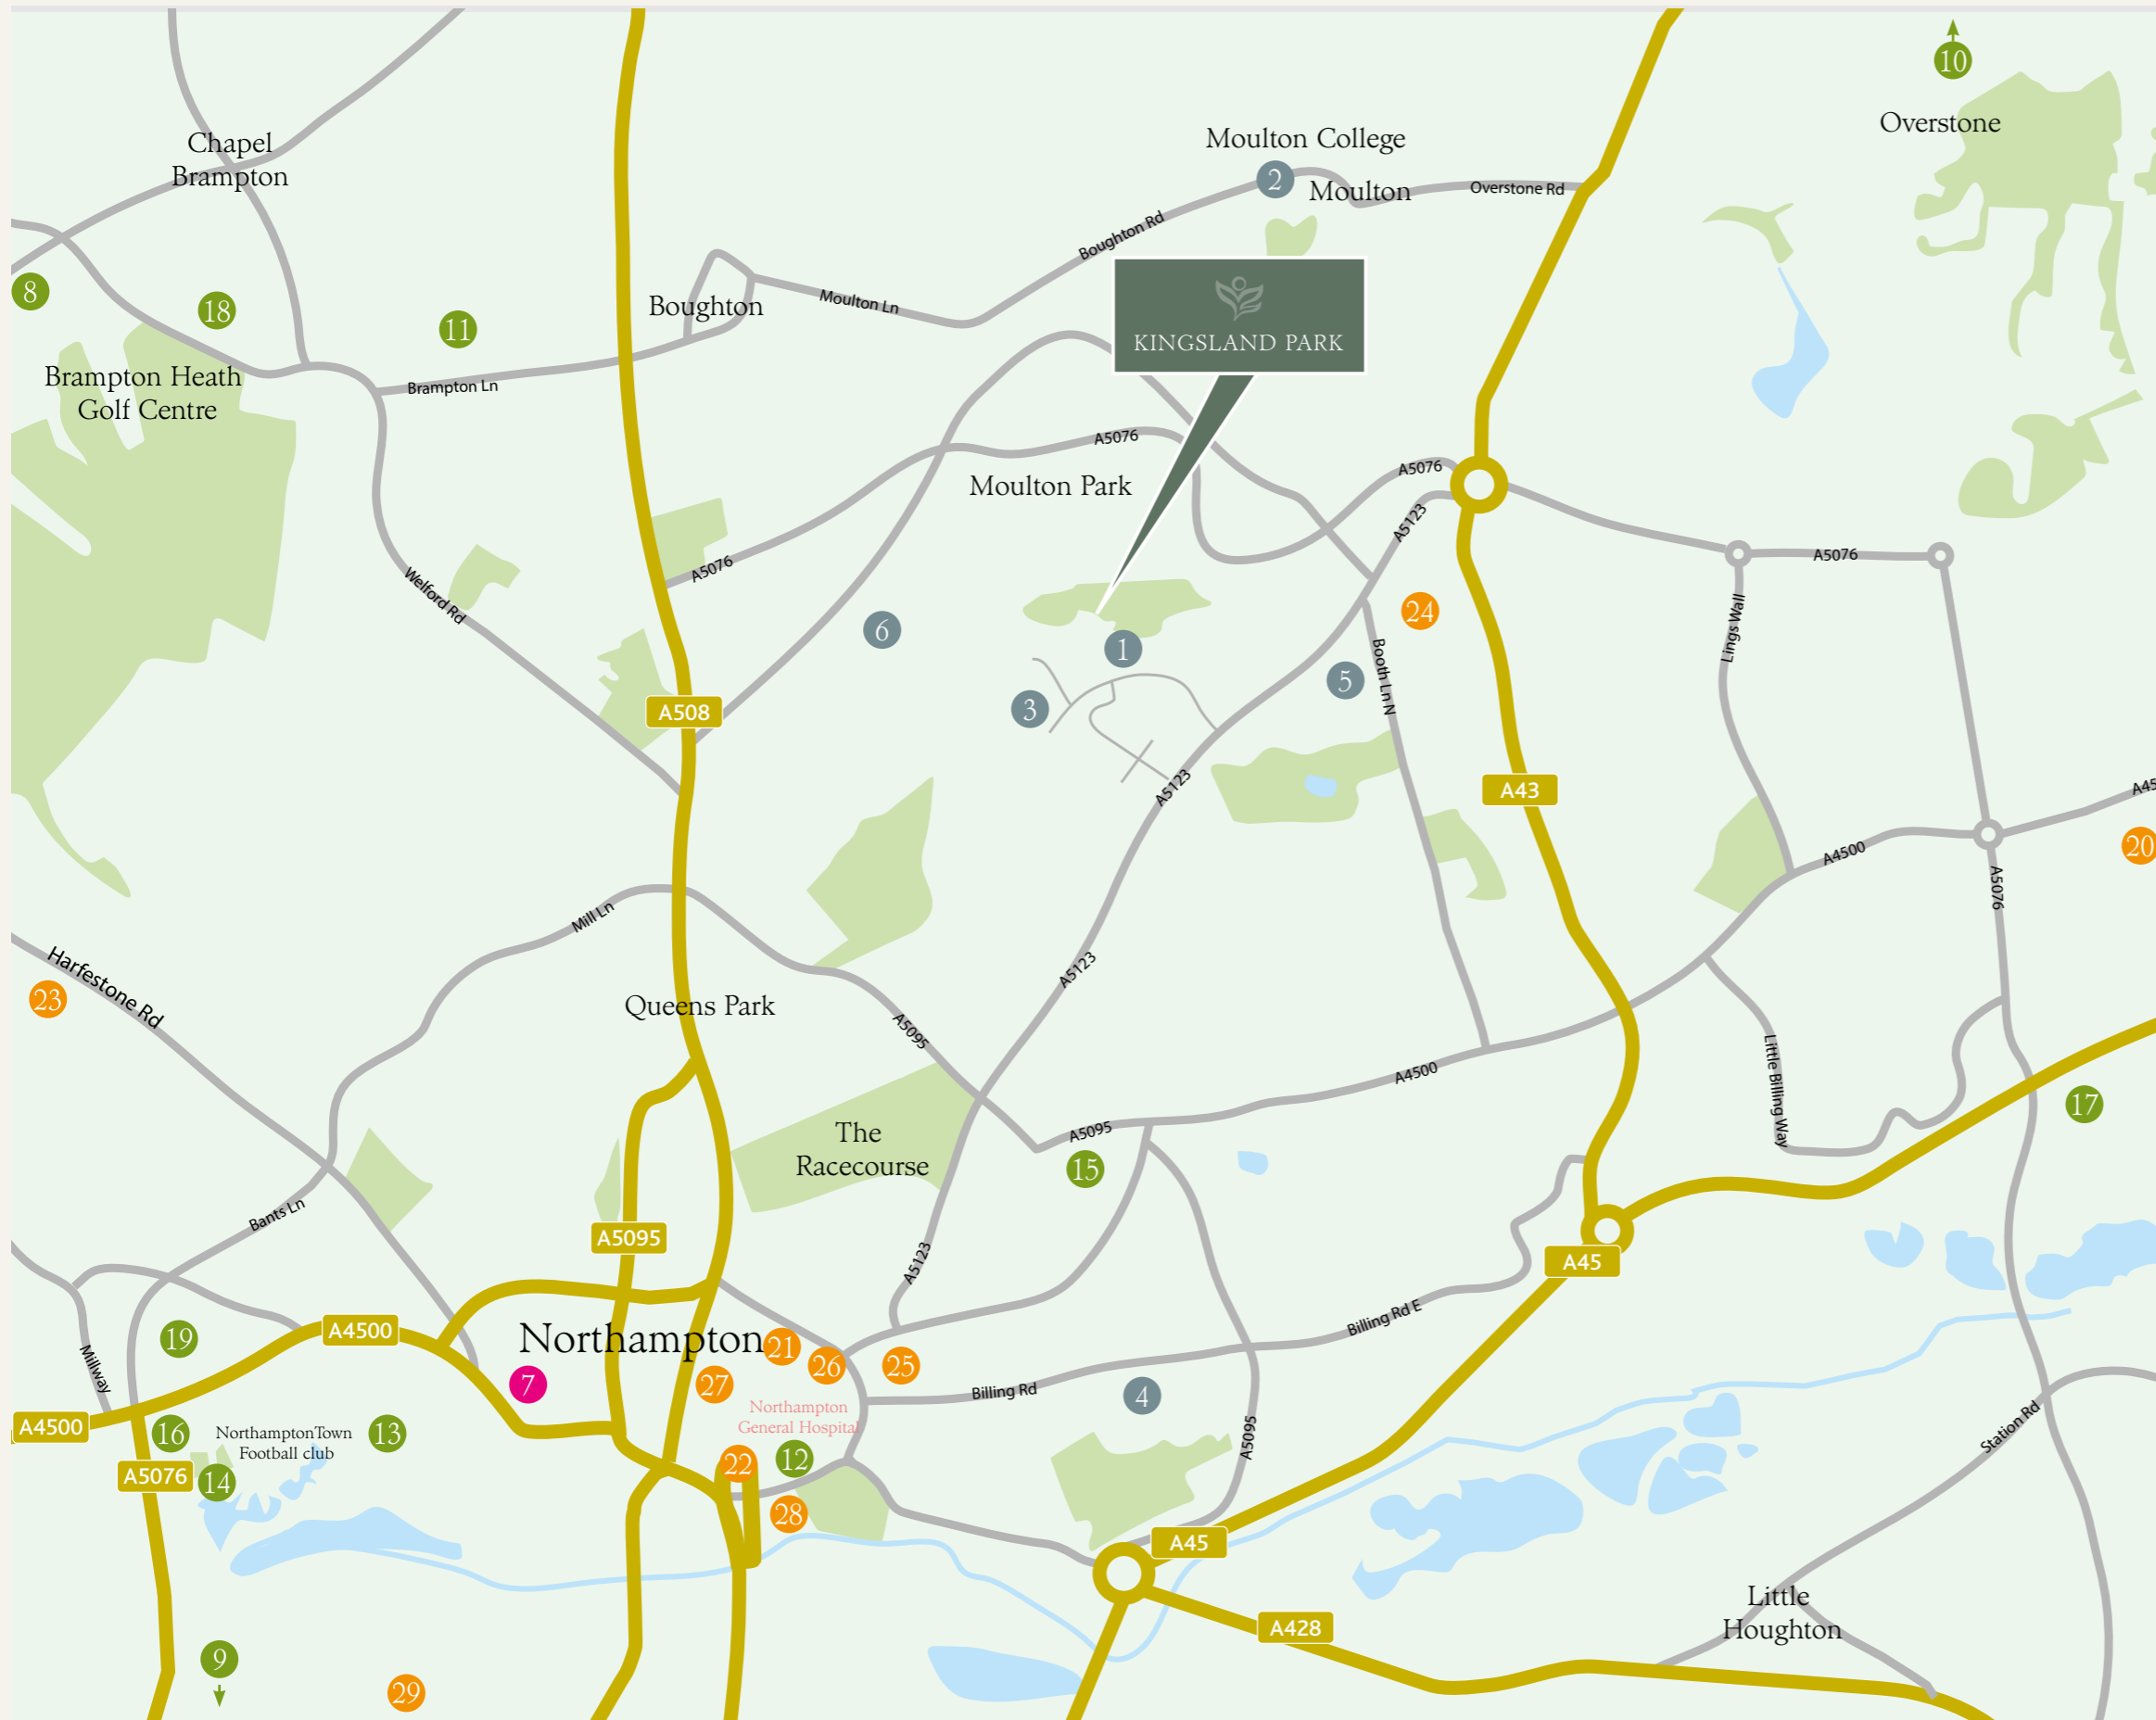 10
Overstone
Moulton College
Chapel
Brampton
2
Moulton
Overstone Rd
Boughton Rd
8
18
11
Boughton
Moulton Ln
KINGSLAND PARK
Brampton Heath
Golf Centre
Brampton Ln
A5076
A5076
Moulton Park
A5123
A5076
A5076
Welford Rd
24
Lings Wall
6
1
5
Booth Ln N
3
A508
A5123
A43
A45
20
A4500
A5076
Mill Ln
Harfestone Rd
23
A5123
Queens Park
A5095
A4500
Little Billing Way
17
The
Racecourse
A5095
15
Bants Ln
A5095
A5123
A45
19
A4500
Northampton
21
26
25
Billing Rd E
Millway
7
27
Billing Rd
4
Northampton
General Hospital
A4500
16
Northampton Town
Football club
13
A5095
Station Rd
A5076
14
22
12
28
A45
Little
Houghton
A428
9
29